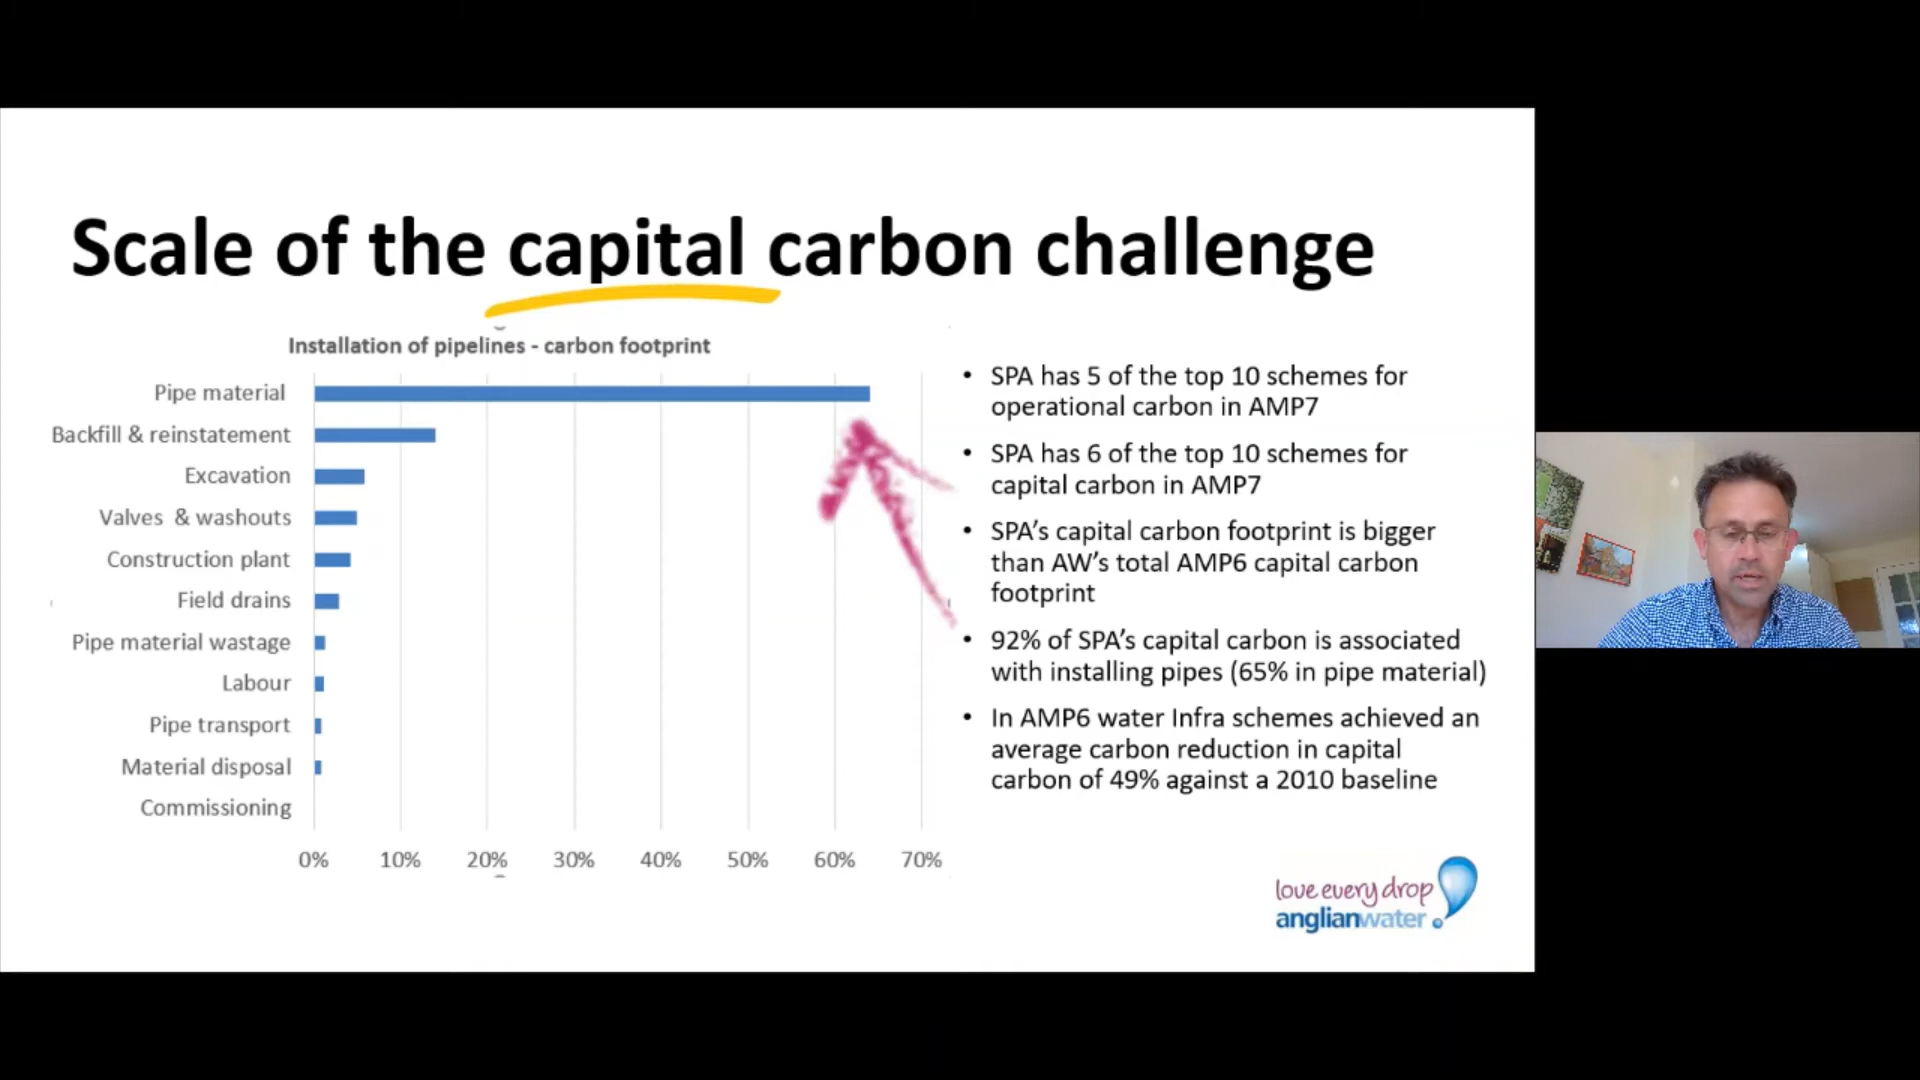 Scale of the capital carbon challenge
Installation of pipelines - carbon footprint
Pipe material
Backfill & reinstatement
Excavation
Valves & washouts
Construction plant
Field drains
Pipe material wastage
Labour
Pipe transport
Material disposal
Commissioning
0% 10% 20% 30% 40% 50% 60% 70%
• SPA has 5 of the top 10 schemes for
operational carbon in AMP7
• SPA has 6 of the top 10 schemes for
capital carbon in AMP7
• SPA’s capital carbon footprint is bigger
than AW’s total AMP6 capital carbon
footprint
• 92% of SPA’s capital carbon is associated
with installing pipes (65% in pipe material)
• In AMP6 water Infra schemes achieved an
average carbon reduction in capital
carbon of 49% against a 2010 baseline
love every drop
anglianwater